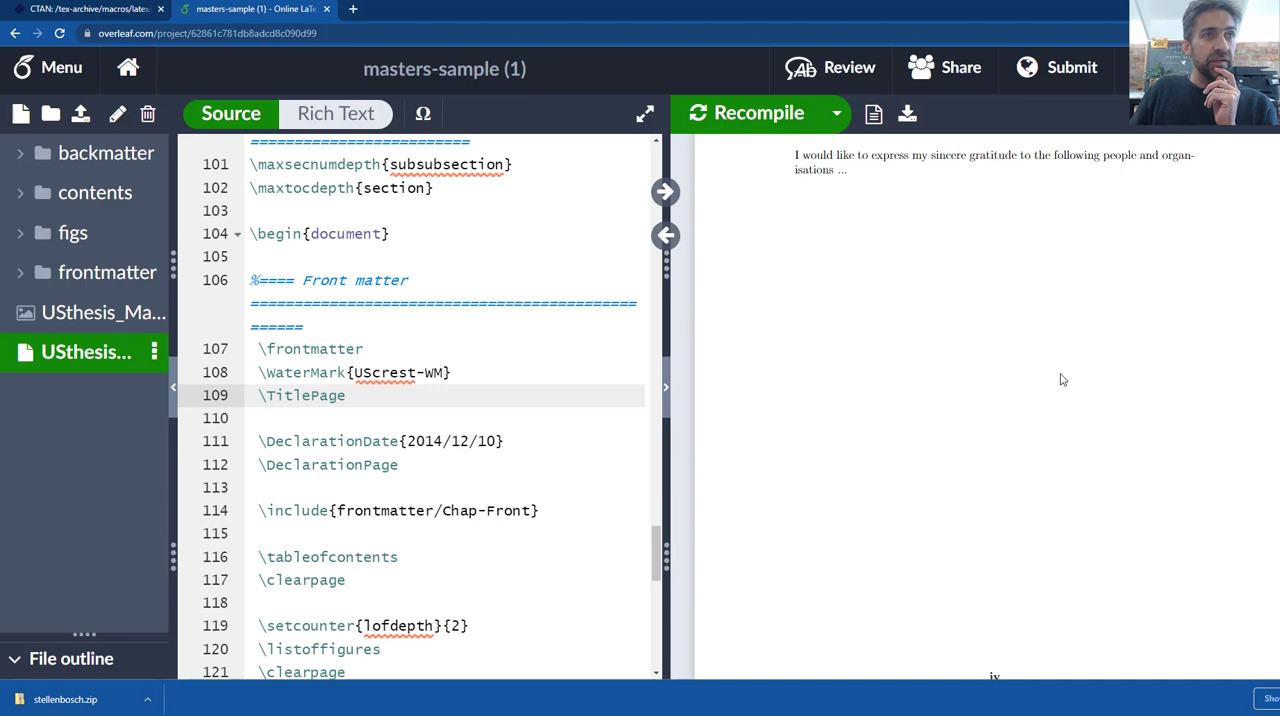 CTAN: /tex-archive/macros/latex
masters-sample (1) - Online LaTe
overleaf.com/project/62861c781db8adcd8c090d99
Menu
masters-sample (1)
Review
Share
Submit
Source
Rich Text
Ω
Recompile
backmatter
contents
figs
frontmatter
USthesis_Ma...
USthesis...
File outline
========================
101 \maxsecnumdepth{subsubsection}
102 \maxtocdepth{section}
103
104 \begin{document}
105
106 %==== Front matter
============================================
======
107 \frontmatter
108 \WaterMark{UScrest-WM}
109 \TitlePage
110
111 \DeclarationDate{2014/12/10}
112 \DeclarationPage
113
114 \include{frontmatter/Chap-Front}
115
116 \tableofcontents
117 \clearpage
118
119 \setcounter{lofdepth}{2}
120 \listoffigures
121 \clearpage
I would like to express my sincere gratitude to the following people and organ-
isations ...
iv
stellenbosch.zip
Sho